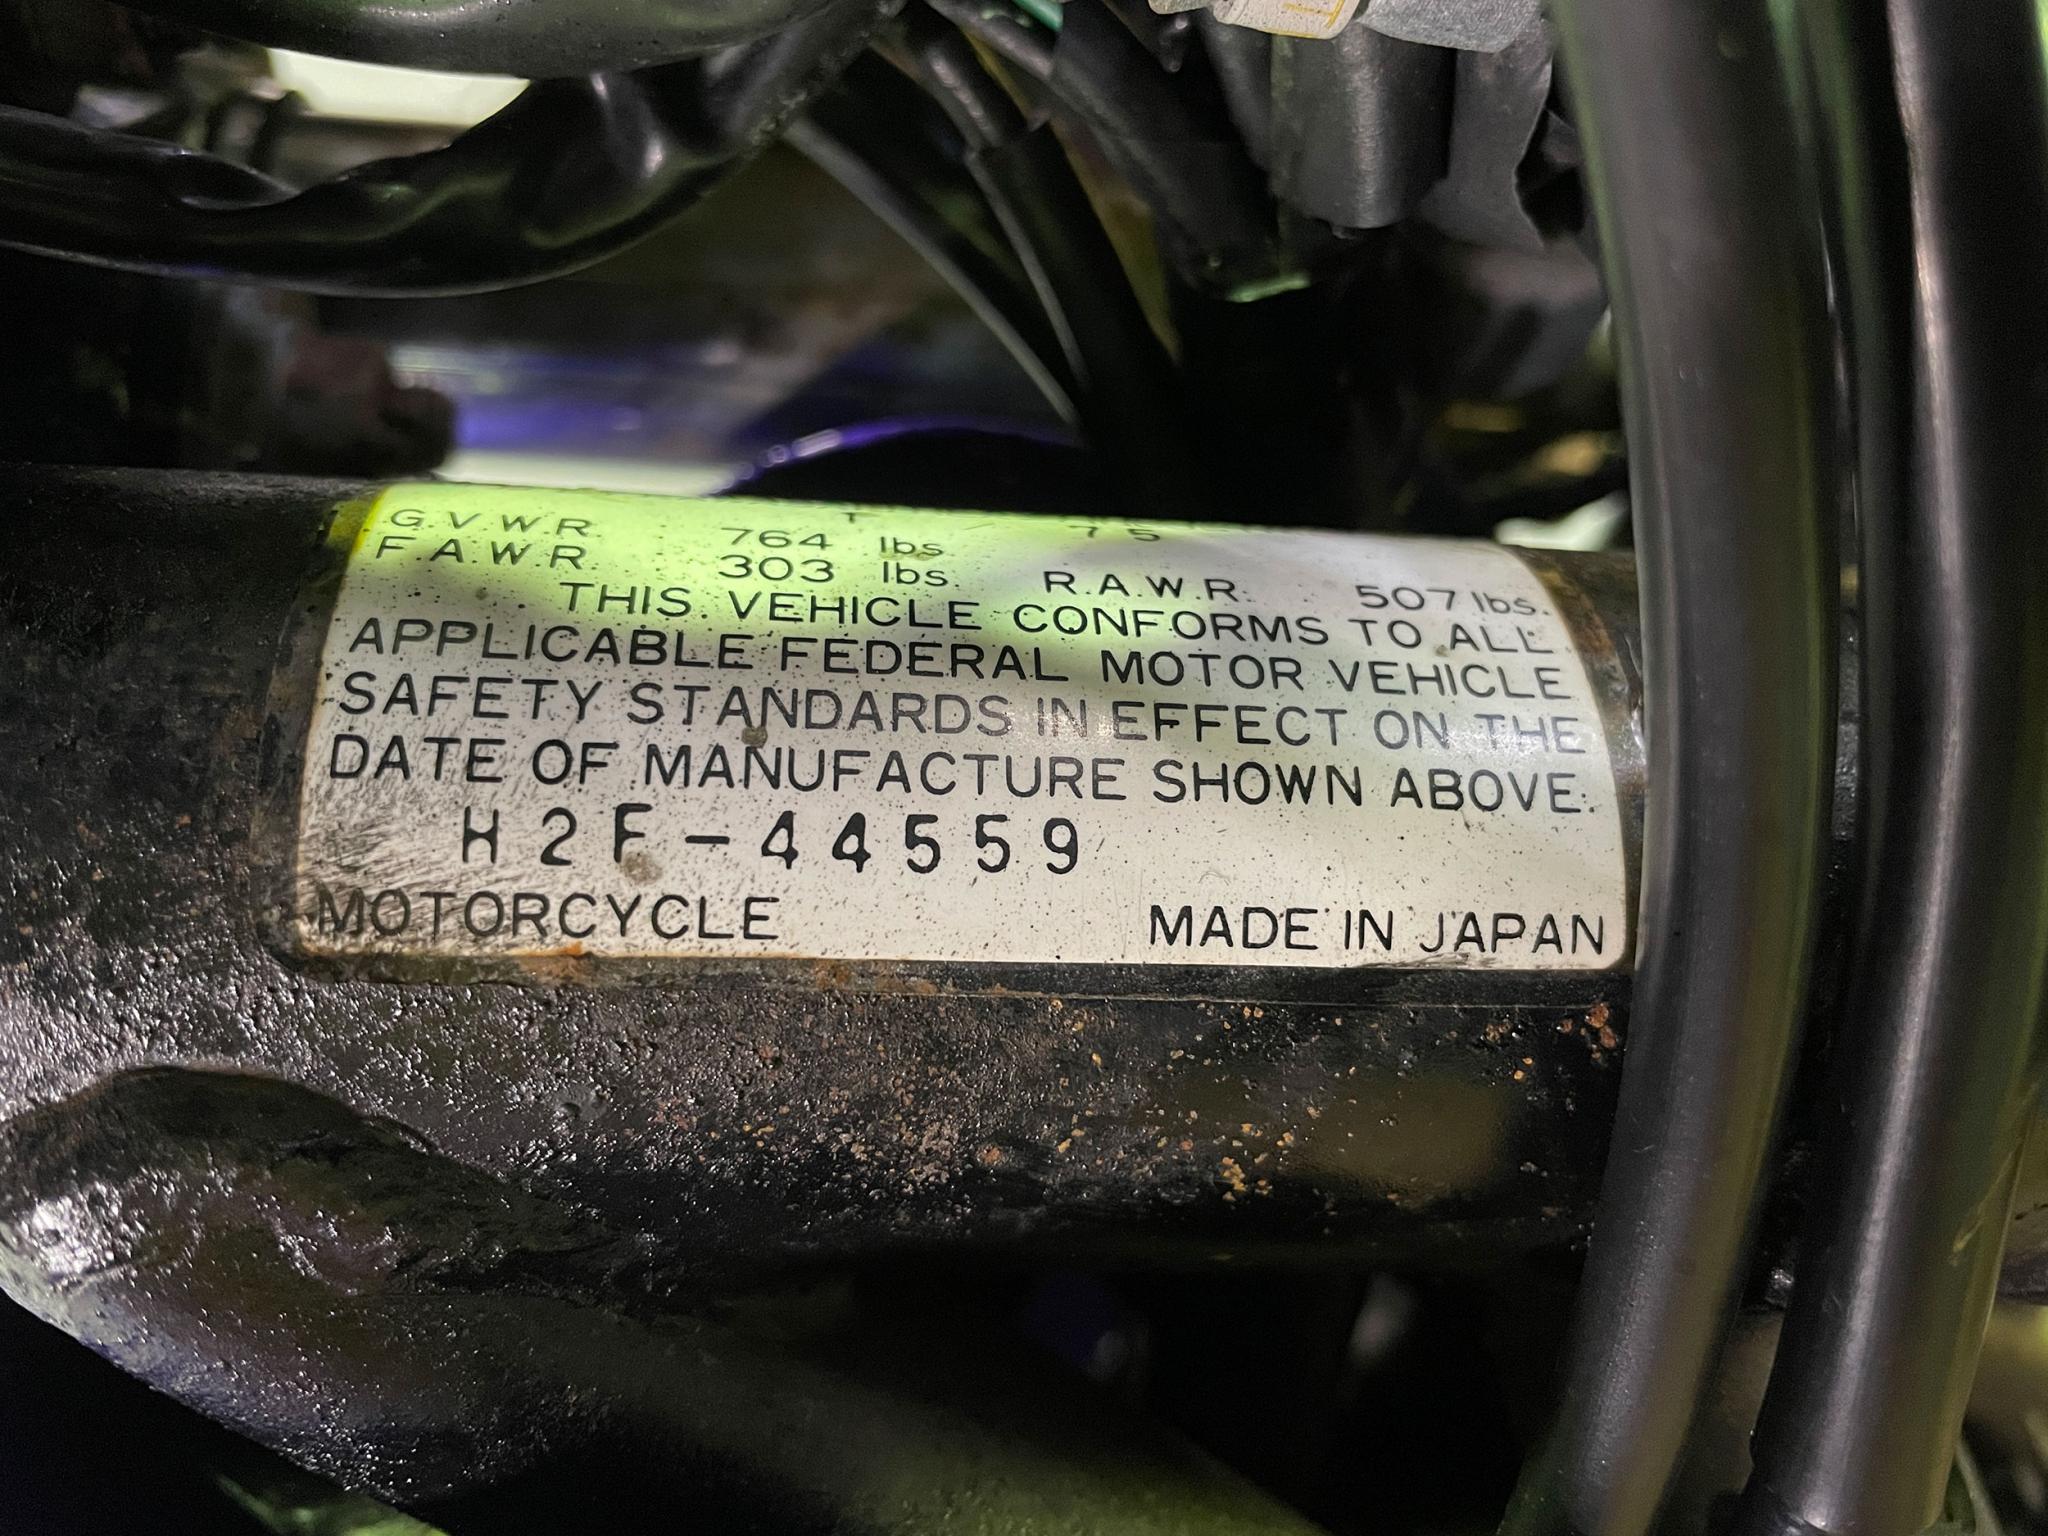 T 75
G.V.W.R. 764 lbs.
F.A.W.R. 303 lbs. R.A.W.R. 507 lbs.
THIS VEHICLE CONFORMS TO ALL
APPLICABLE FEDERAL MOTOR VEHICLE
SAFETY STANDARDS IN EFFECT ON THE
DATE OF MANUFACTURE SHOWN ABOVE.
H2F-44559
MOTORCYCLE MADE IN JAPAN